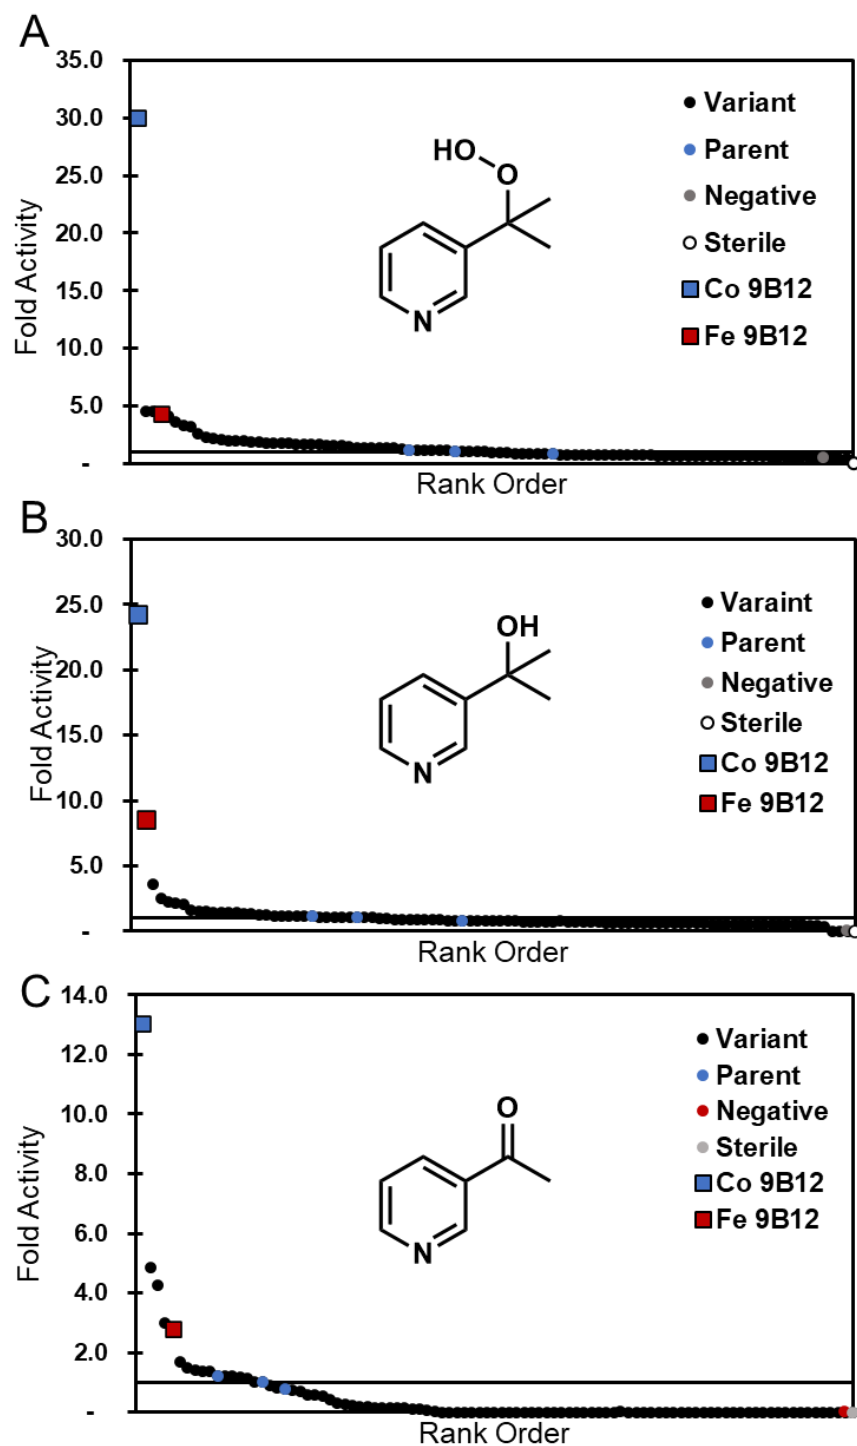 A
35.0
30.0
25.0
20.0
15.0
10.0
5.0
-
Fold Activity
HO
O
N
Variant
Parent
Negative
Sterile
Co 9B12
Fe 9B12
Rank Order
B
30.0
25.0
20.0
15.0
10.0
5.0
-
Fold Activity
OH
N
Varaint
Parent
Negative
Sterile
Co 9B12
Fe 9B12
Rank Order
C
14.0
12.0
10.0
8.0
6.0
4.0
2.0
-
Fold Activity
O
N
Variant
Parent
Negative
Sterile
Co 9B12
Fe 9B12
Rank Order